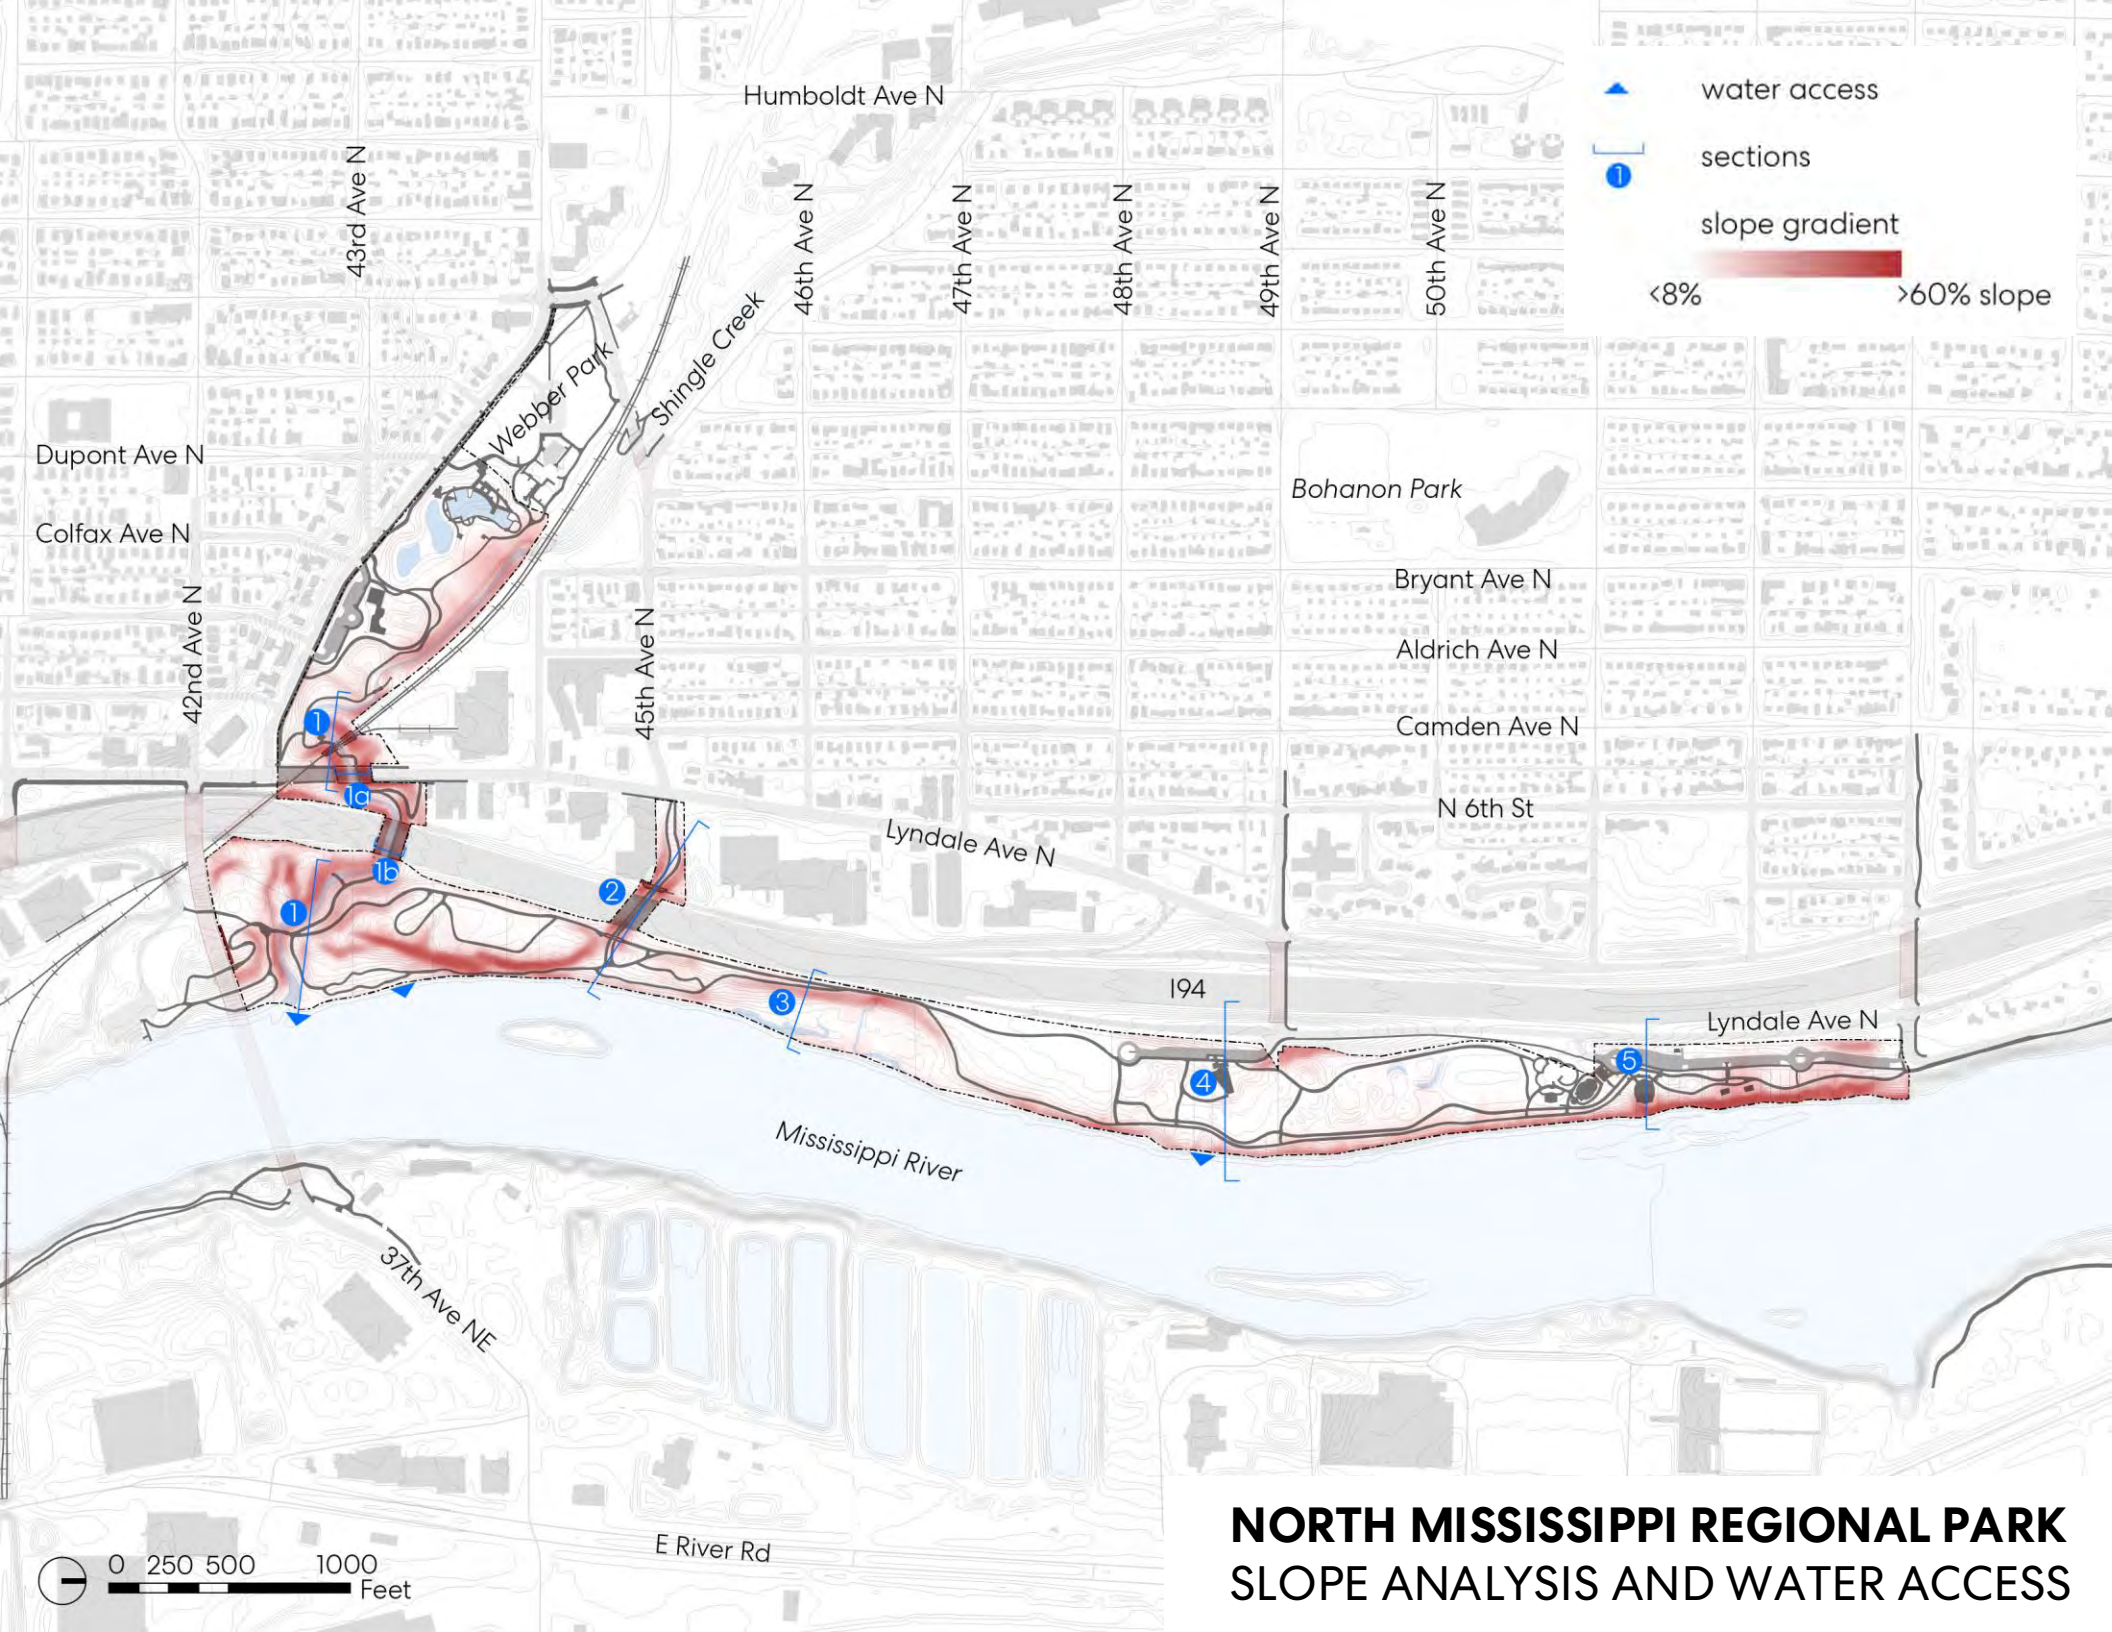 Humboldt Ave N
water access
sections
1
slope gradient
<8%
>60% slope
43rd Ave N
46th Ave N
47th Ave N
48th Ave N
49th Ave N
50th Ave N
Shingle Creek
Webber Park
Dupont Ave N
Colfax Ave N
Bohanon Park
Bryant Ave N
42nd Ave N
45th Ave N
Aldrich Ave N
Camden Ave N
1
1a
N 6th St
Lyndale Ave N
1b
2
1
I94
3
Lyndale Ave N
4
5
Mississippi River
37th Ave NE
E River Rd
0 250 500 1000
Feet
NORTH MISSISSIPPI REGIONAL PARK
SLOPE ANALYSIS AND WATER ACCESS